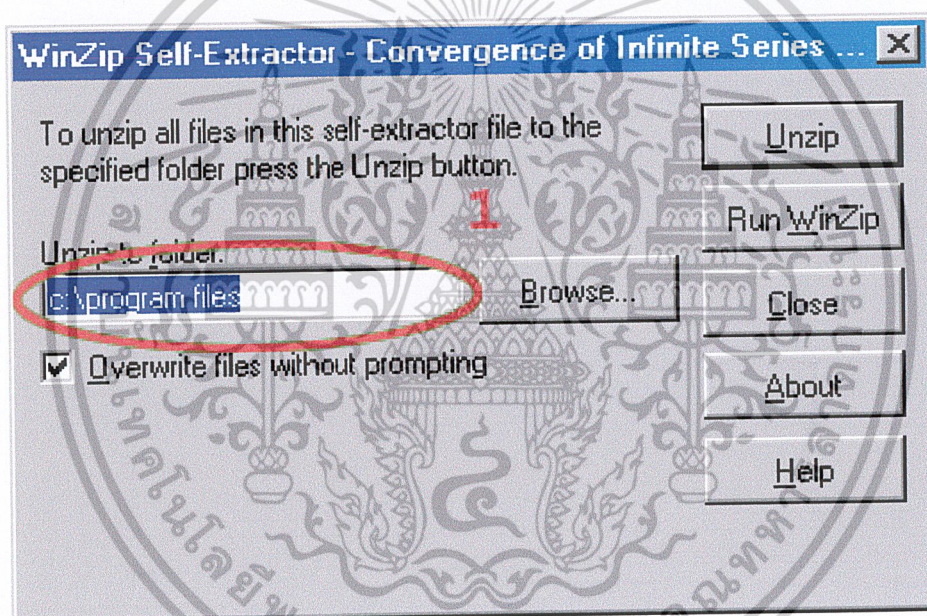 WinZip Self-Extractor - Convergence of Infinite Series ...
To unzip all files in this self-extractor file to the
specified folder press the Unzip button.
Unzip
1
Run WinZip
Unzip to folder:
c:\program files
Browse...
Close
Overwrite files without prompting
About
Help